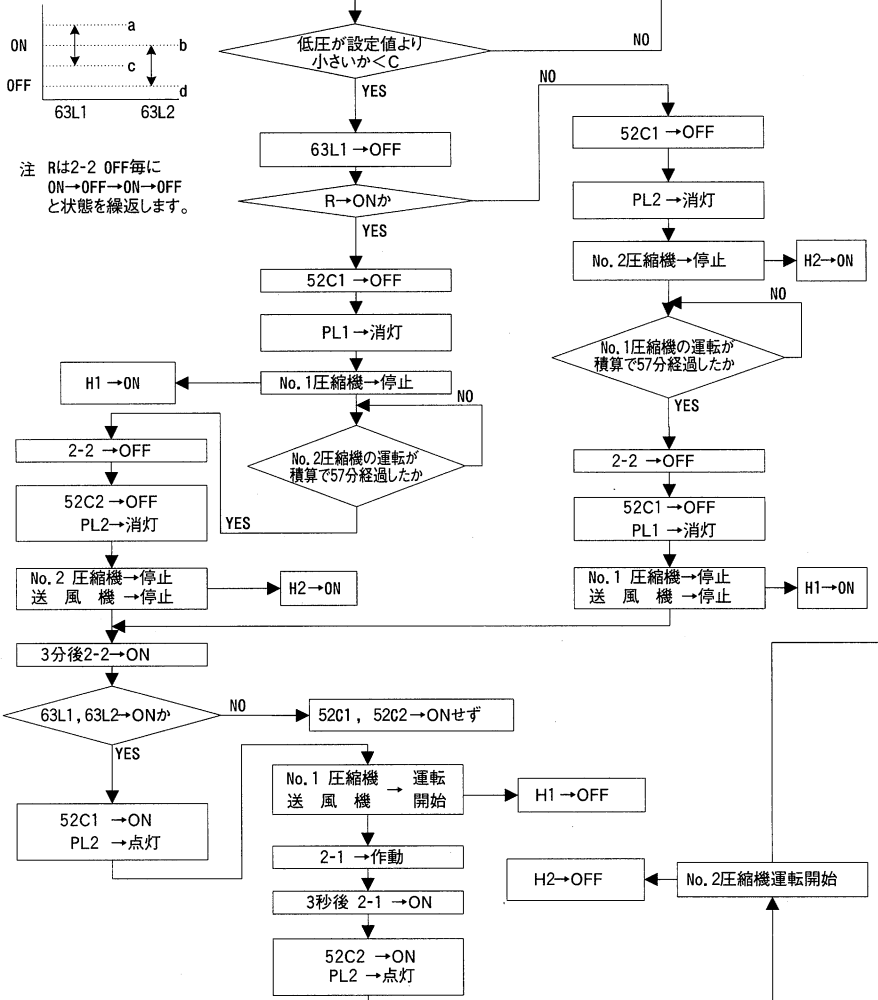 a
ON
b
c
OFF
d
63L1
63L2
注 Rは2-2 OFF毎に
ON→OFF→ON→OFF
と状態を繰返します。
低圧が設定値より
小さいか<C
NO
YES
63L1→OFF
R→ONか
NO
YES
52C1→OFF
PL1→消灯
No.1圧縮機→停止
H1→ON
NO
No.2圧縮機の運転が
積算で57分経過したか
YES
2-2→OFF
52C2→OFF
PL2→消灯
No.2 圧縮機→停止
送 風 機→停止
H2→ON
52C1→OFF
PL2→消灯
No.2圧縮機→停止
H2→ON
NO
No.1圧縮機の運転が
積算で57分経過したか
YES
2-2→OFF
52C1→OFF
PL1→消灯
No.1 圧縮機→停止
送 風 機→停止
H1→ON
3分後2-2→ON
63L1,63L2→ONか
NO
52C1, 52C2→ONせず
YES
52C1→ON
PL2→点灯
No.1 圧縮機 → 運転
送 風 機 開始
H1→OFF
2-1→作動
3秒後 2-1→ON
52C2→ON
PL2→点灯
H2→OFF
No.2圧縮機運転開始